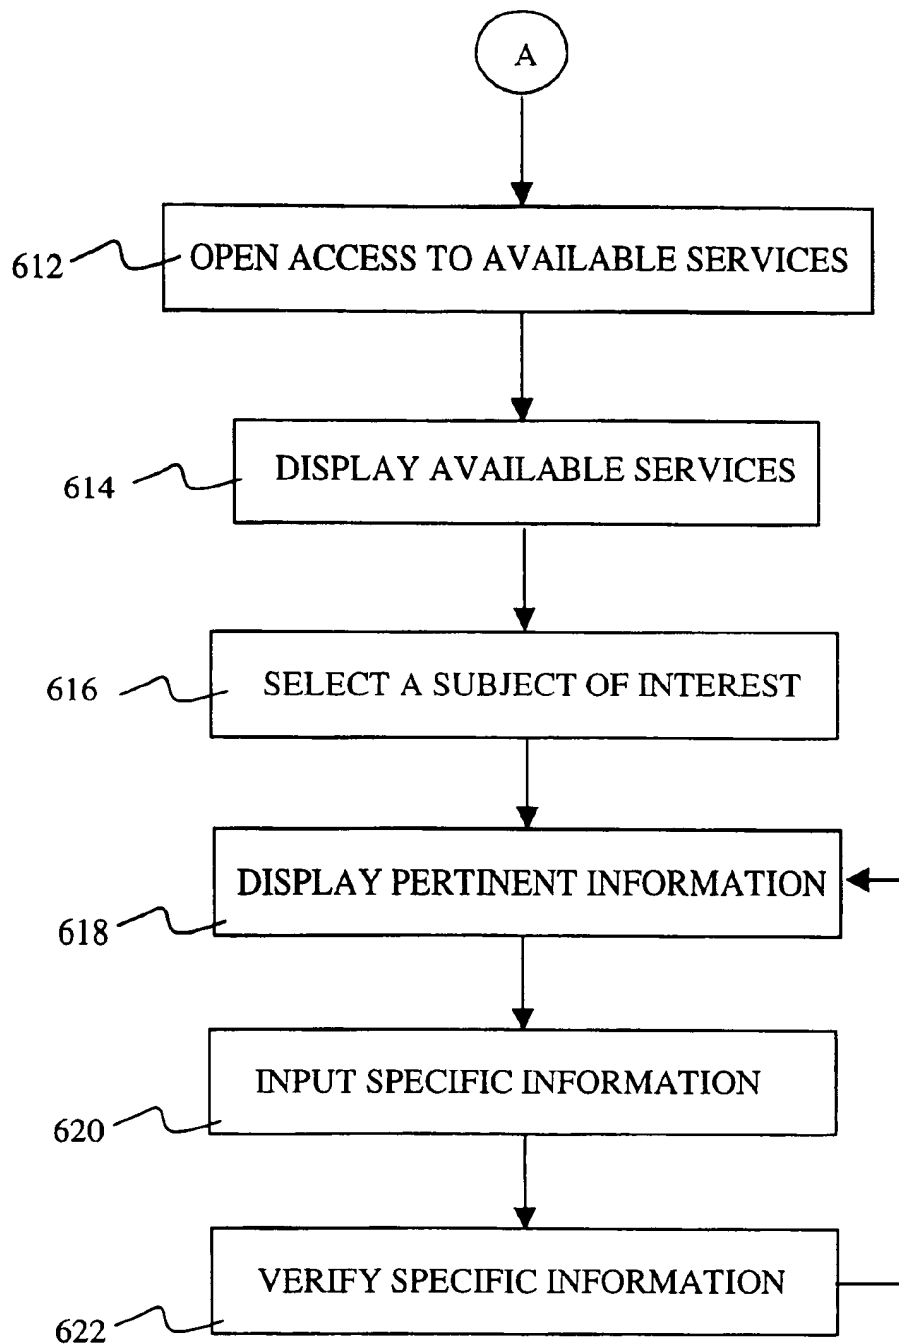 A
612 OPEN ACCESS TO AVAILABLE SERVICES
614 DISPLAY AVAILABLE SERVICES
616 SELECT A SUBJECT OF INTEREST
DISPLAY PERTINENT INFORMATION
618
INPUT SPECIFIC INFORMATION
620
VERIFY SPECIFIC INFORMATION
622